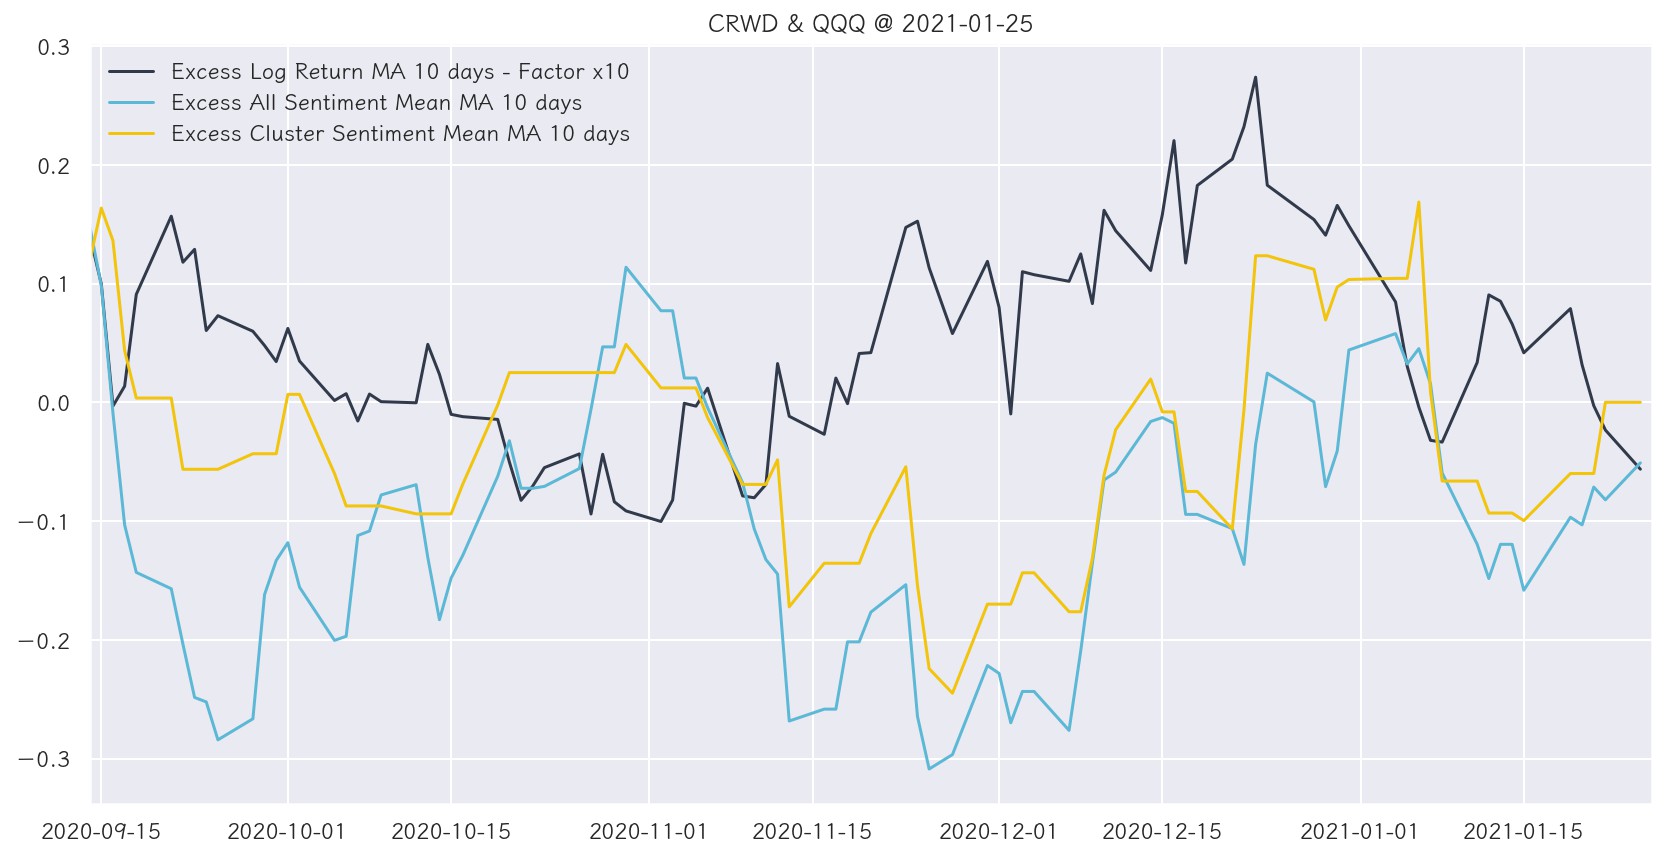 CRWD & QQQ @ 2021-01-25
0.3
0.2
0.1
0.0
−0.1
−0.2
−0.3
Excess Log Return MA 10 days - Factor x10
Excess All Sentiment Mean MA 10 days
Excess Cluster Sentiment Mean MA 10 days
2020-09-15 2020-10-01 2020-10-15 2020-11-01 2020-11-15 2020-12-01 2020-12-15 2021-01-01 2021-01-15